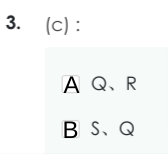 3. (c) :
A Q、R
B S、Q